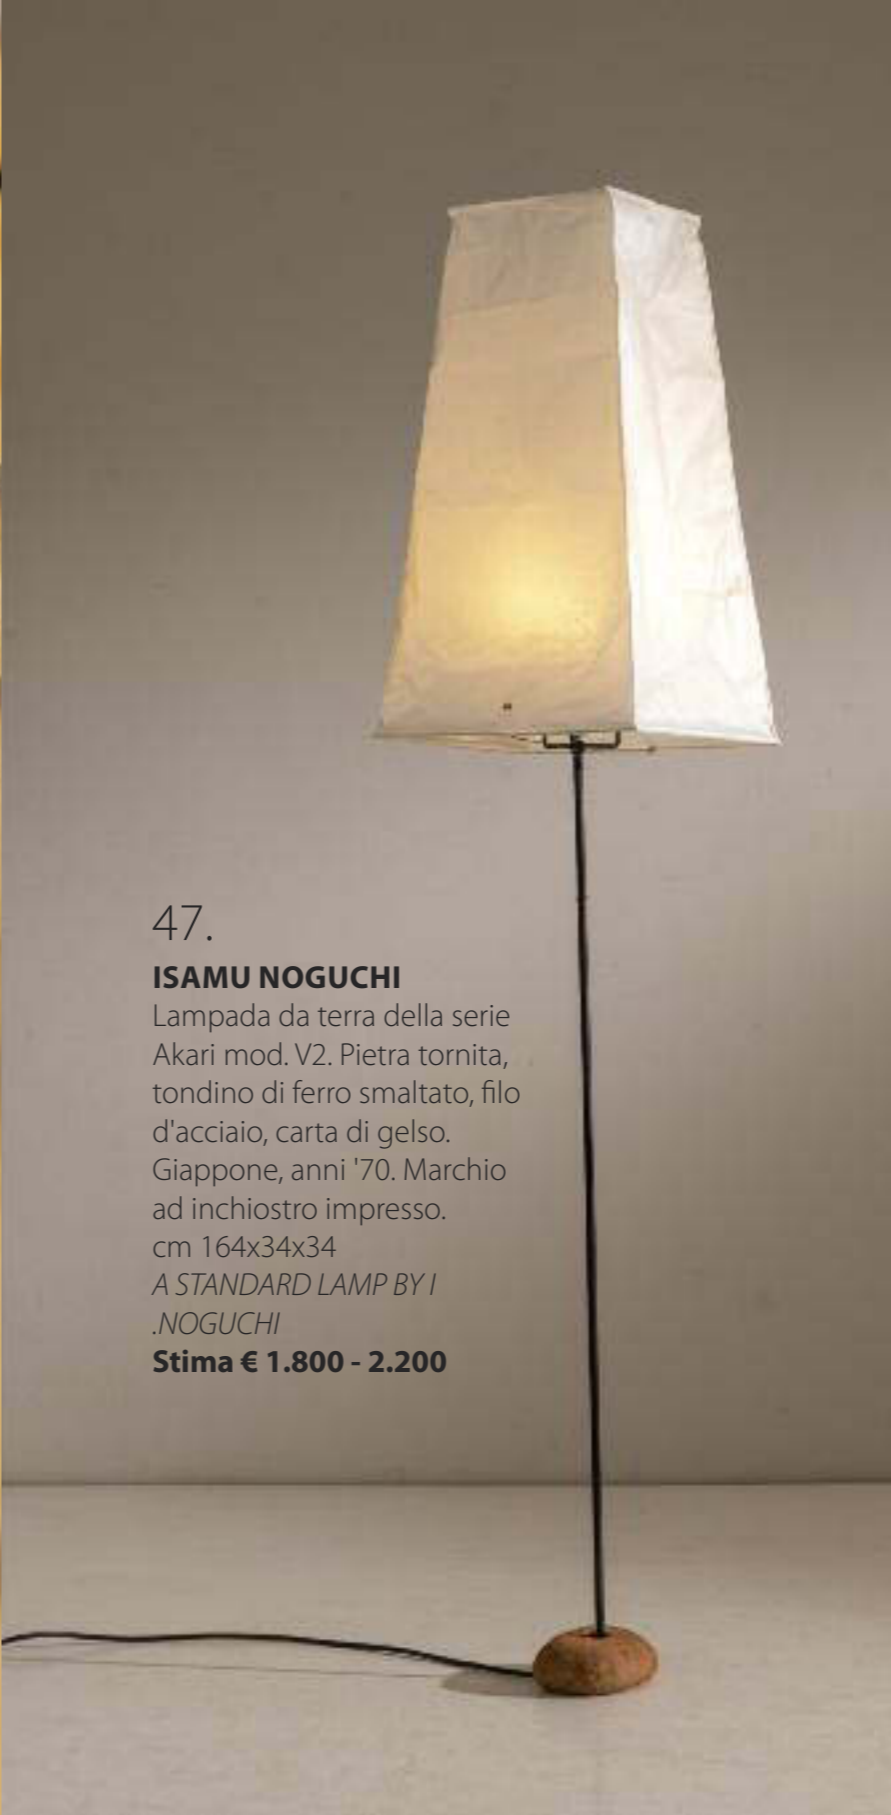 47.
ISAMU NOGUCHI
Lampada da terra della serie
Akari mod. V2. Pietra tornita,
tondino di ferro smaltato, filo
d'acciaio, carta di gelso.
Giappone, anni '70. Marchio
ad inchiostro impresso.
cm 164x34x34
A STANDARD LAMP BY I
.NOGUCHI
Stima € 1.800 - 2.200